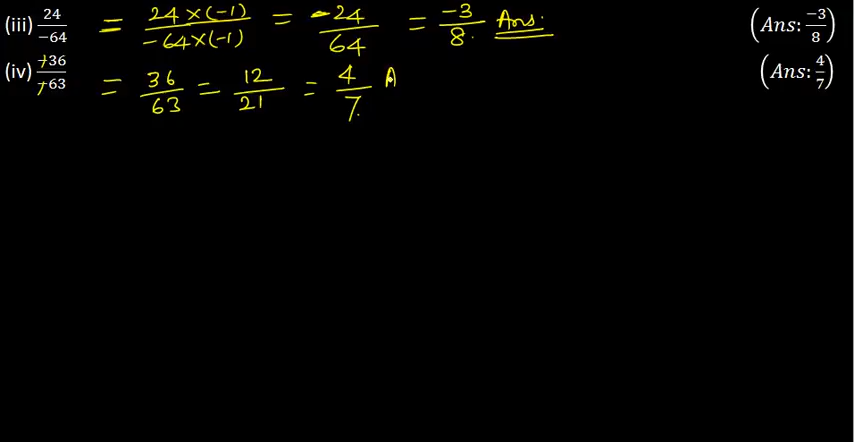 (iii) 24/−64 = 24×(−1)/−64×(−1) = −24/64 = −3/8. Ans. (Ans: −3/8)
(iv) −36/−63 = 36/63 = 12/21 = 4/7. A (Ans: 4/7)